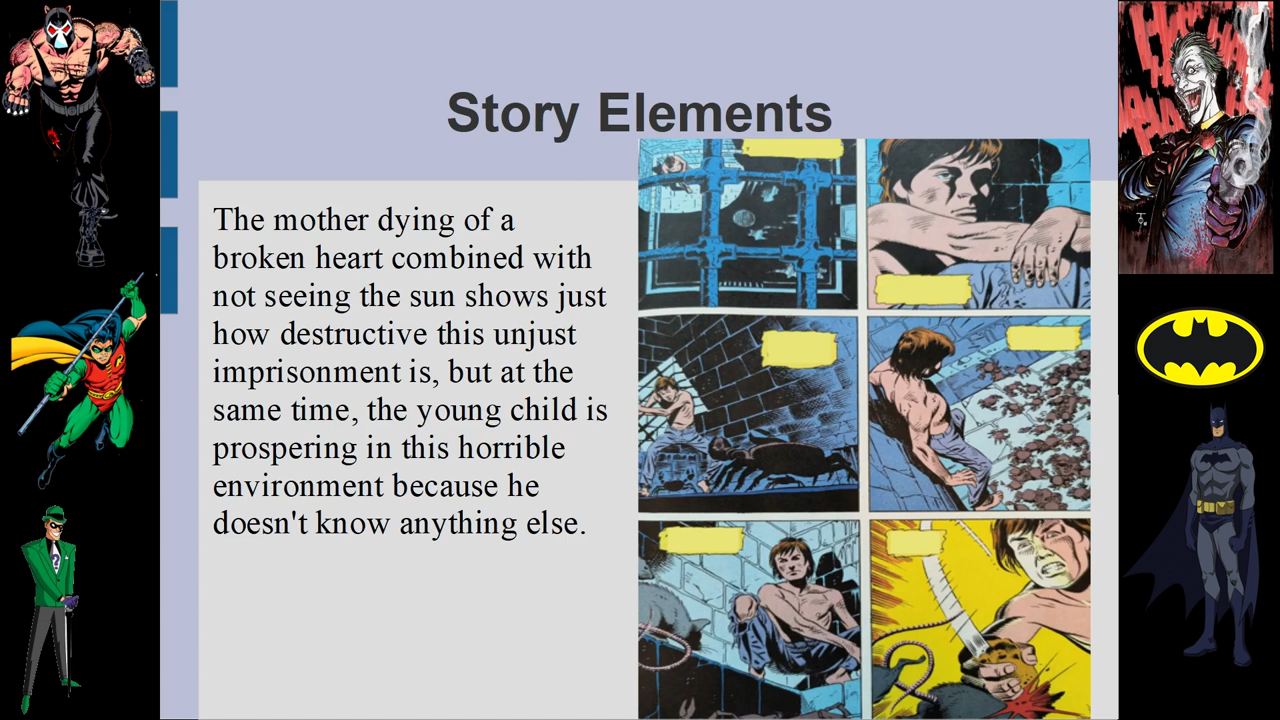 Story Elements
The mother dying of a
broken heart combined with
not seeing the sun shows just
how destructive this unjust
imprisonment is, but at the
same time, the young child is
prospering in this horrible
environment because he
doesn't know anything else.